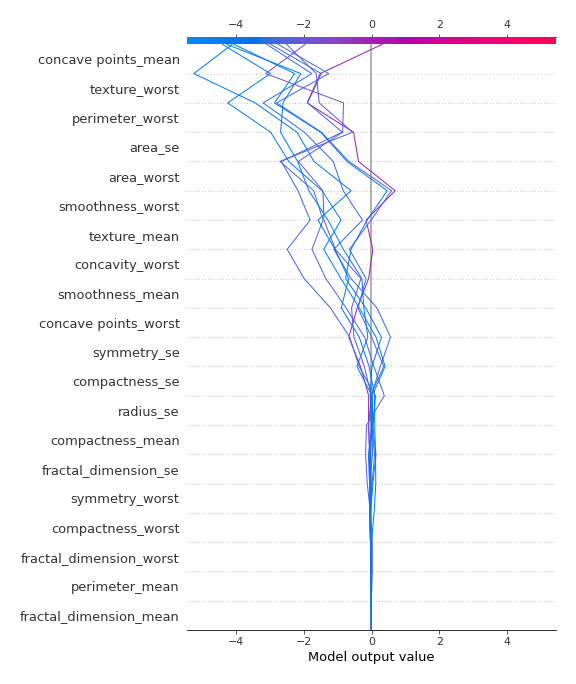 −4 −2 0 2 4
concave points_mean
texture_worst
perimeter_worst
area_se
area_worst
smoothness_worst
texture_mean
concavity_worst
smoothness_mean
concave points_worst
symmetry_se
compactness_se
radius_se
compactness_mean
fractal_dimension_se
symmetry_worst
compactness_worst
fractal_dimension_worst
perimeter_mean
fractal_dimension_mean
−4 −2 0 2 4
Model output value